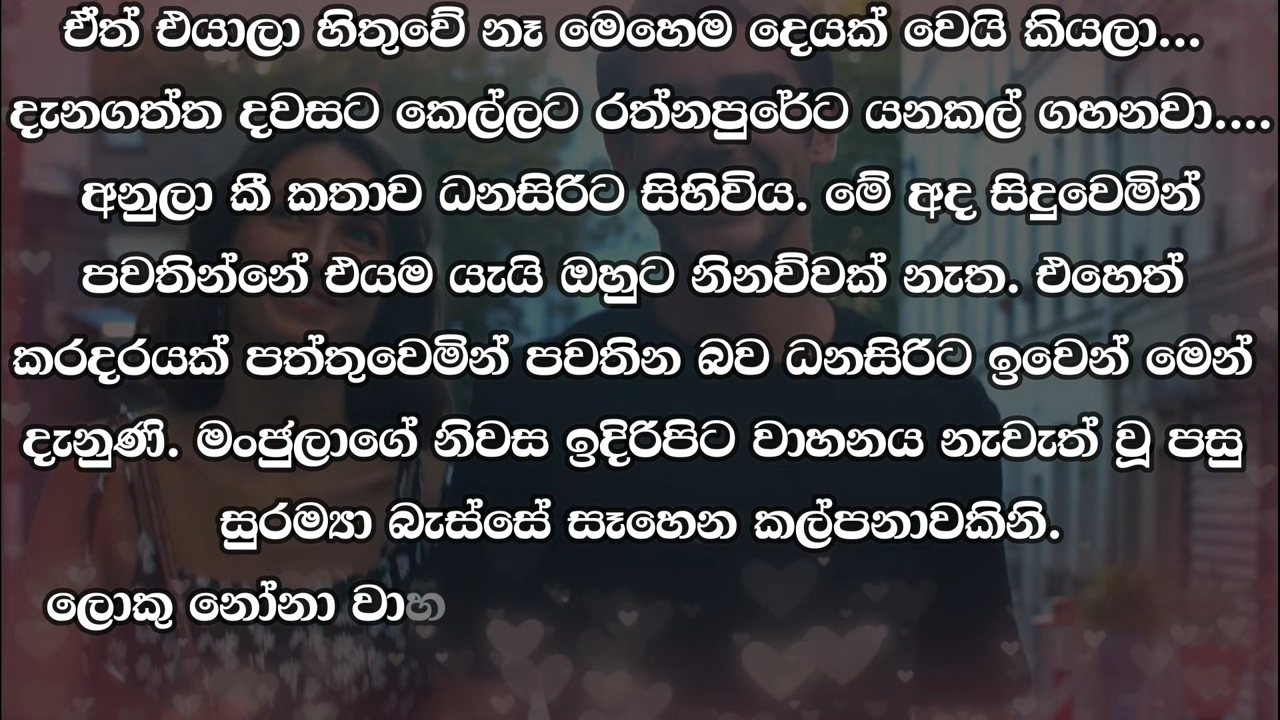 ඒත් එයාලා හිතුවේ නෑ මෙහෙම දෙයක් වෙයි කියලා...
දැනගත්ත දවසට කෙල්ලට රත්නපුරේට යනකල් ගහනවා....
අනුලා කී කතාව ධනසිරිට සිහිවිය. මේ අද සිදුවෙමින්
පවතින්නේ එයම යැයි ඔහුට නිනව්වක් නැත. එහෙත්
කරදරයක් පත්තුවෙමින් පවතින බව ධනසිරිට ඉවෙන් මෙන්
දැනුණි. මංජුලාගේ නිවස ඉදිරිපිට වාහනය නැවැත් වූ පසු
සුරම්‍යා බැස්සේ සෑහෙන කල්පනාවකිනි.
ලොකු නෝනා වාහ